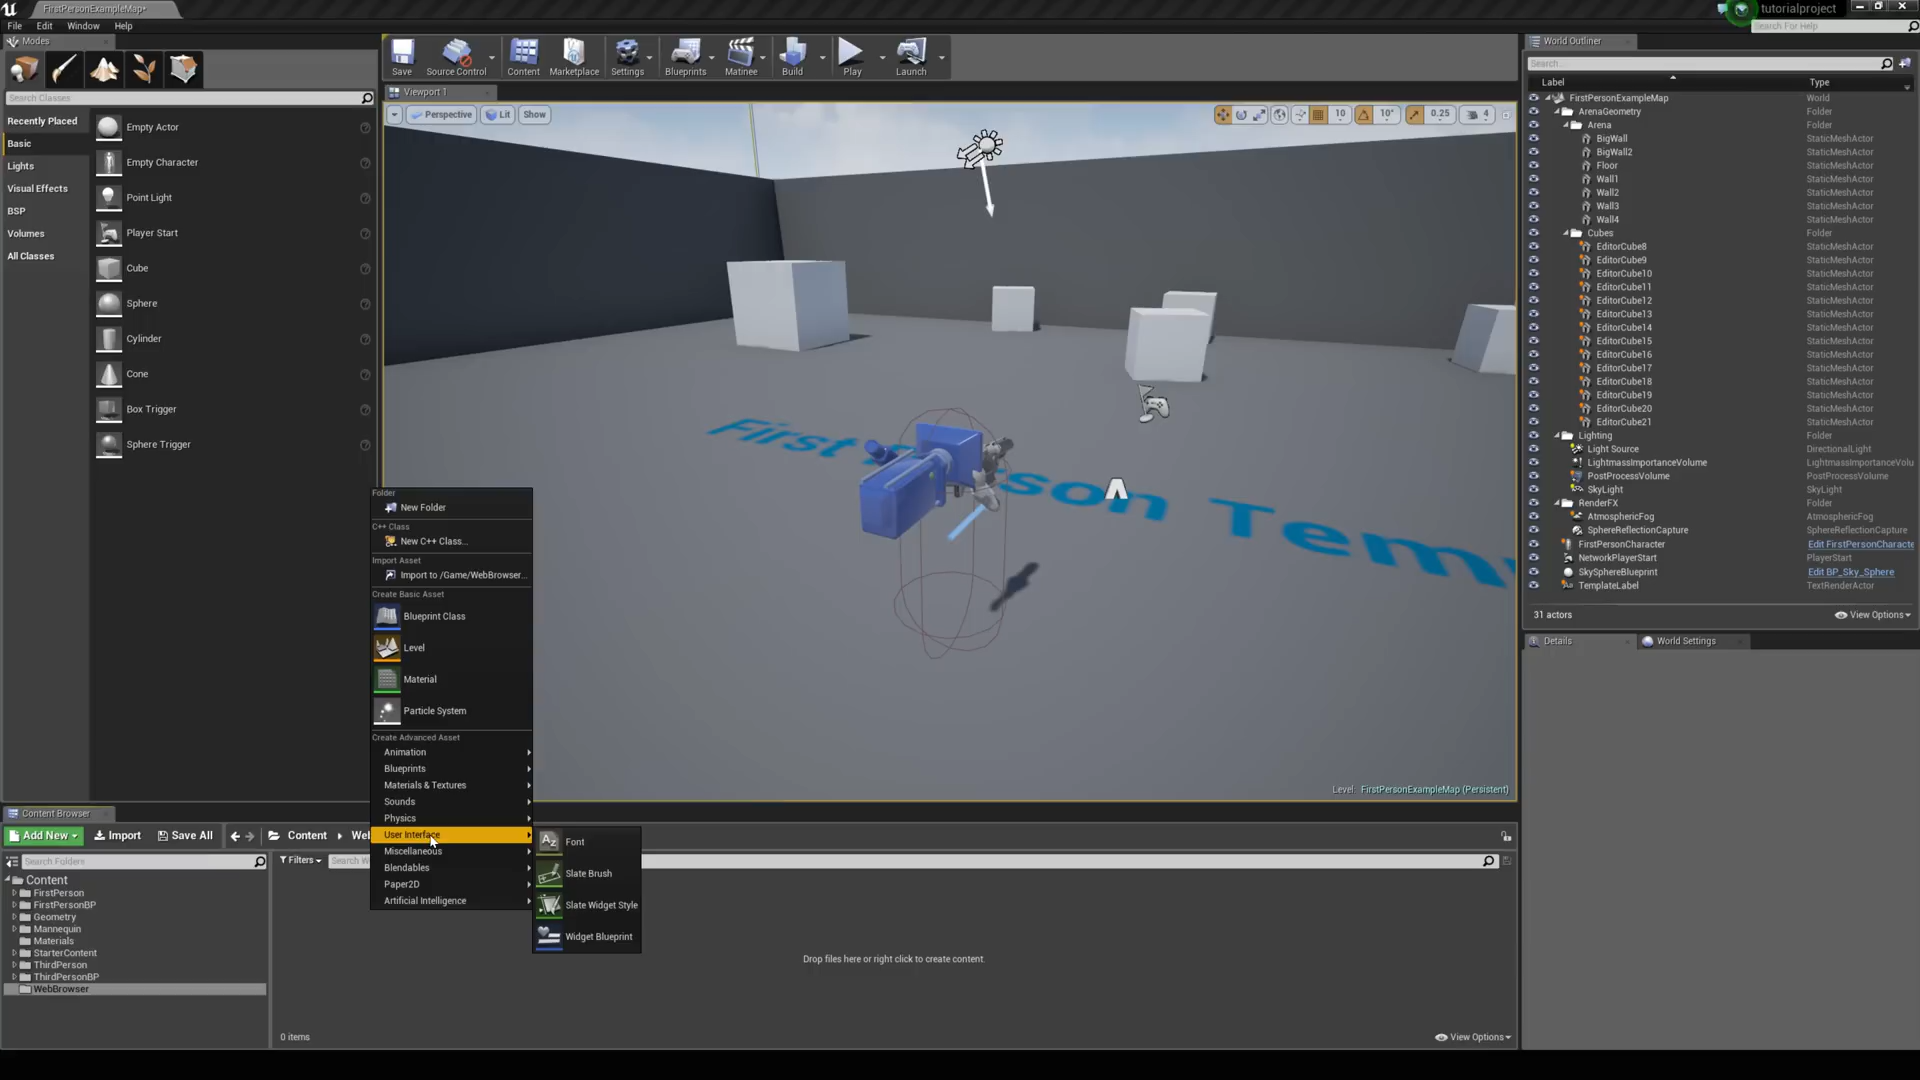 FirstPersonExampleMap*
tutorialproject
File Edit Window Help
Search For Help
Modes
Search Classes
Recently Placed
Basic
Lights
Visual Effects
BSP
Volumes
All Classes
Empty Actor
Empty Character
Point Light
Player Start
Cube
Sphere
Cylinder
Cone
Box Trigger
Sphere Trigger
Save Source Control Content Marketplace Settings Blueprints Matinee Build Play Launch
Viewport 1
Perspective Lit Show
10 10° 0.25 4
First Person Temp
Level: FirstPersonExampleMap (Persistent)
Folder
New Folder
C++ Class
New C++ Class...
Import Asset
Import to /Game/WebBrowser...
Create Basic Asset
Blueprint Class
Level
Material
Particle System
Create Advanced Asset
Animation
Blueprints
Materials & Textures
Sounds
Physics
User Interface
Miscellaneous
Blendables
Paper2D
Artificial Intelligence
Font
Slate Brush
Slate Widget Style
Widget Blueprint
World Outliner
Search...
Label Type
FirstPersonExampleMap World
ArenaGeometry Folder
Arena Folder
BigWall StaticMeshActor
BigWall2 StaticMeshActor
Floor StaticMeshActor
Wall1 StaticMeshActor
Wall2 StaticMeshActor
Wall3 StaticMeshActor
Wall4 StaticMeshActor
Cubes Folder
EditorCube8 StaticMeshActor
EditorCube9 StaticMeshActor
EditorCube10 StaticMeshActor
EditorCube11 StaticMeshActor
EditorCube12 StaticMeshActor
EditorCube13 StaticMeshActor
EditorCube14 StaticMeshActor
EditorCube15 StaticMeshActor
EditorCube16 StaticMeshActor
EditorCube17 StaticMeshActor
EditorCube18 StaticMeshActor
EditorCube19 StaticMeshActor
EditorCube20 StaticMeshActor
EditorCube21 StaticMeshActor
Lighting Folder
Light Source DirectionalLight
LightmassImportanceVolume LightmassImportanceVolu
PostProcessVolume PostProcessVolume
SkyLight SkyLight
RenderFX Folder
AtmosphericFog AtmosphericFog
SphereReflectionCapture SphereReflectionCapture
FirstPersonCharacter Edit FirstPersonCharacte
NetworkPlayerStart PlayerStart
SkySphereBlueprint Edit BP_Sky_Sphere
TemplateLabel TextRenderActor
31 actors View Options
Details World Settings
Content Browser
Add New Import Save All Content Web
Search Folders
Filters Search W
Content
FirstPerson
FirstPersonBP
Geometry
Mannequin
Materials
StarterContent
ThirdPerson
ThirdPersonBP
WebBrowser
Drop files here or right click to create content.
0 items View Options